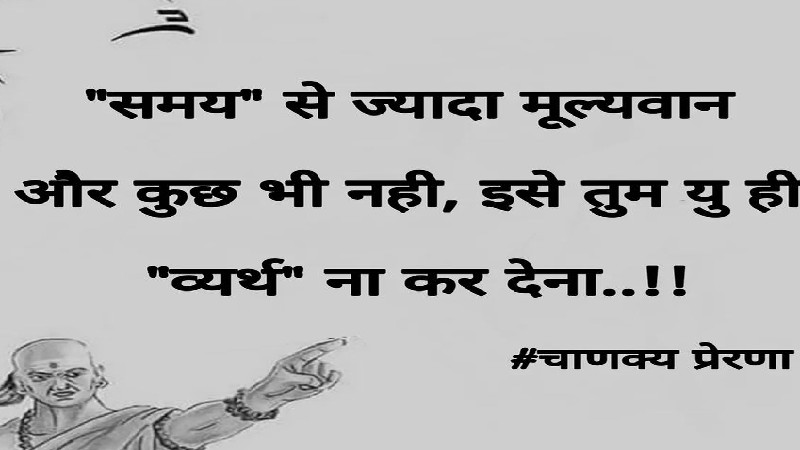 "समय" से ज्यादा मूल्यवान
और कुछ भी नही, इसे तुम यु ही
"व्यर्थ" ना कर देना..!!
#चाणक्य प्रेरणा